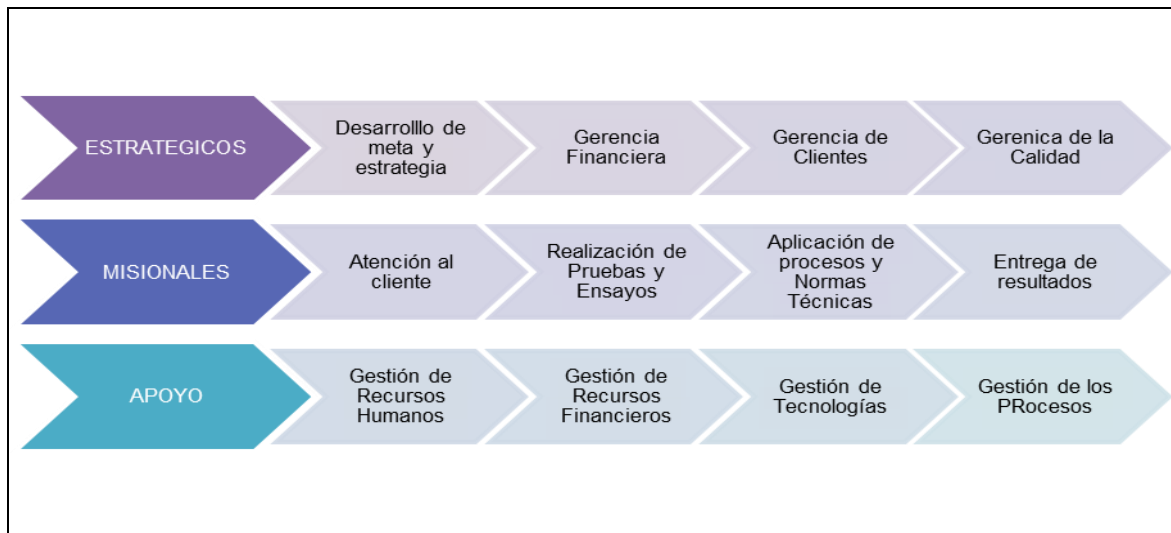 ESTRATEGICOS
Desarrolllo de
meta y
estrategia
Gerencia
Financiera
Gerencia de
Clientes
Gerenica de la
Calidad
MISIONALES
Atención al
cliente
Realización de
Pruebas y
Ensayos
Aplicación de
procesos y
Normas
Técnicas
Entrega de
resultados
APOYO
Gestión de
Recursos
Humanos
Gestión de
Recursos
Financieros
Gestión de
Tecnologías
Gestión de los
PRocesos